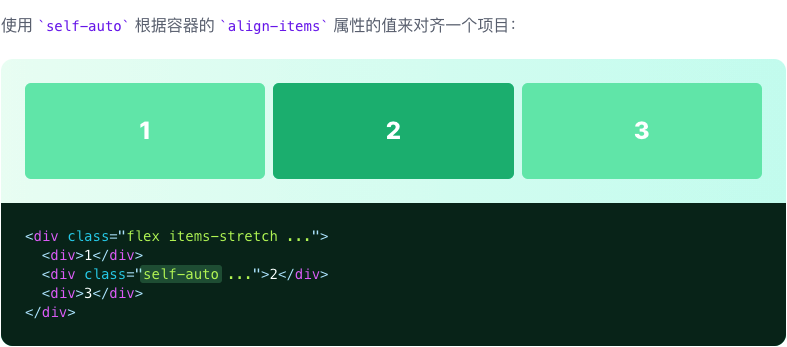 使用 `self-auto` 根据容器的 `align-items` 属性的值来对齐一个项目：
1 2 3
<div class="flex items-stretch ...">
  <div>1</div>
  <div class="self-auto ...">2</div>
  <div>3</div>
</div>